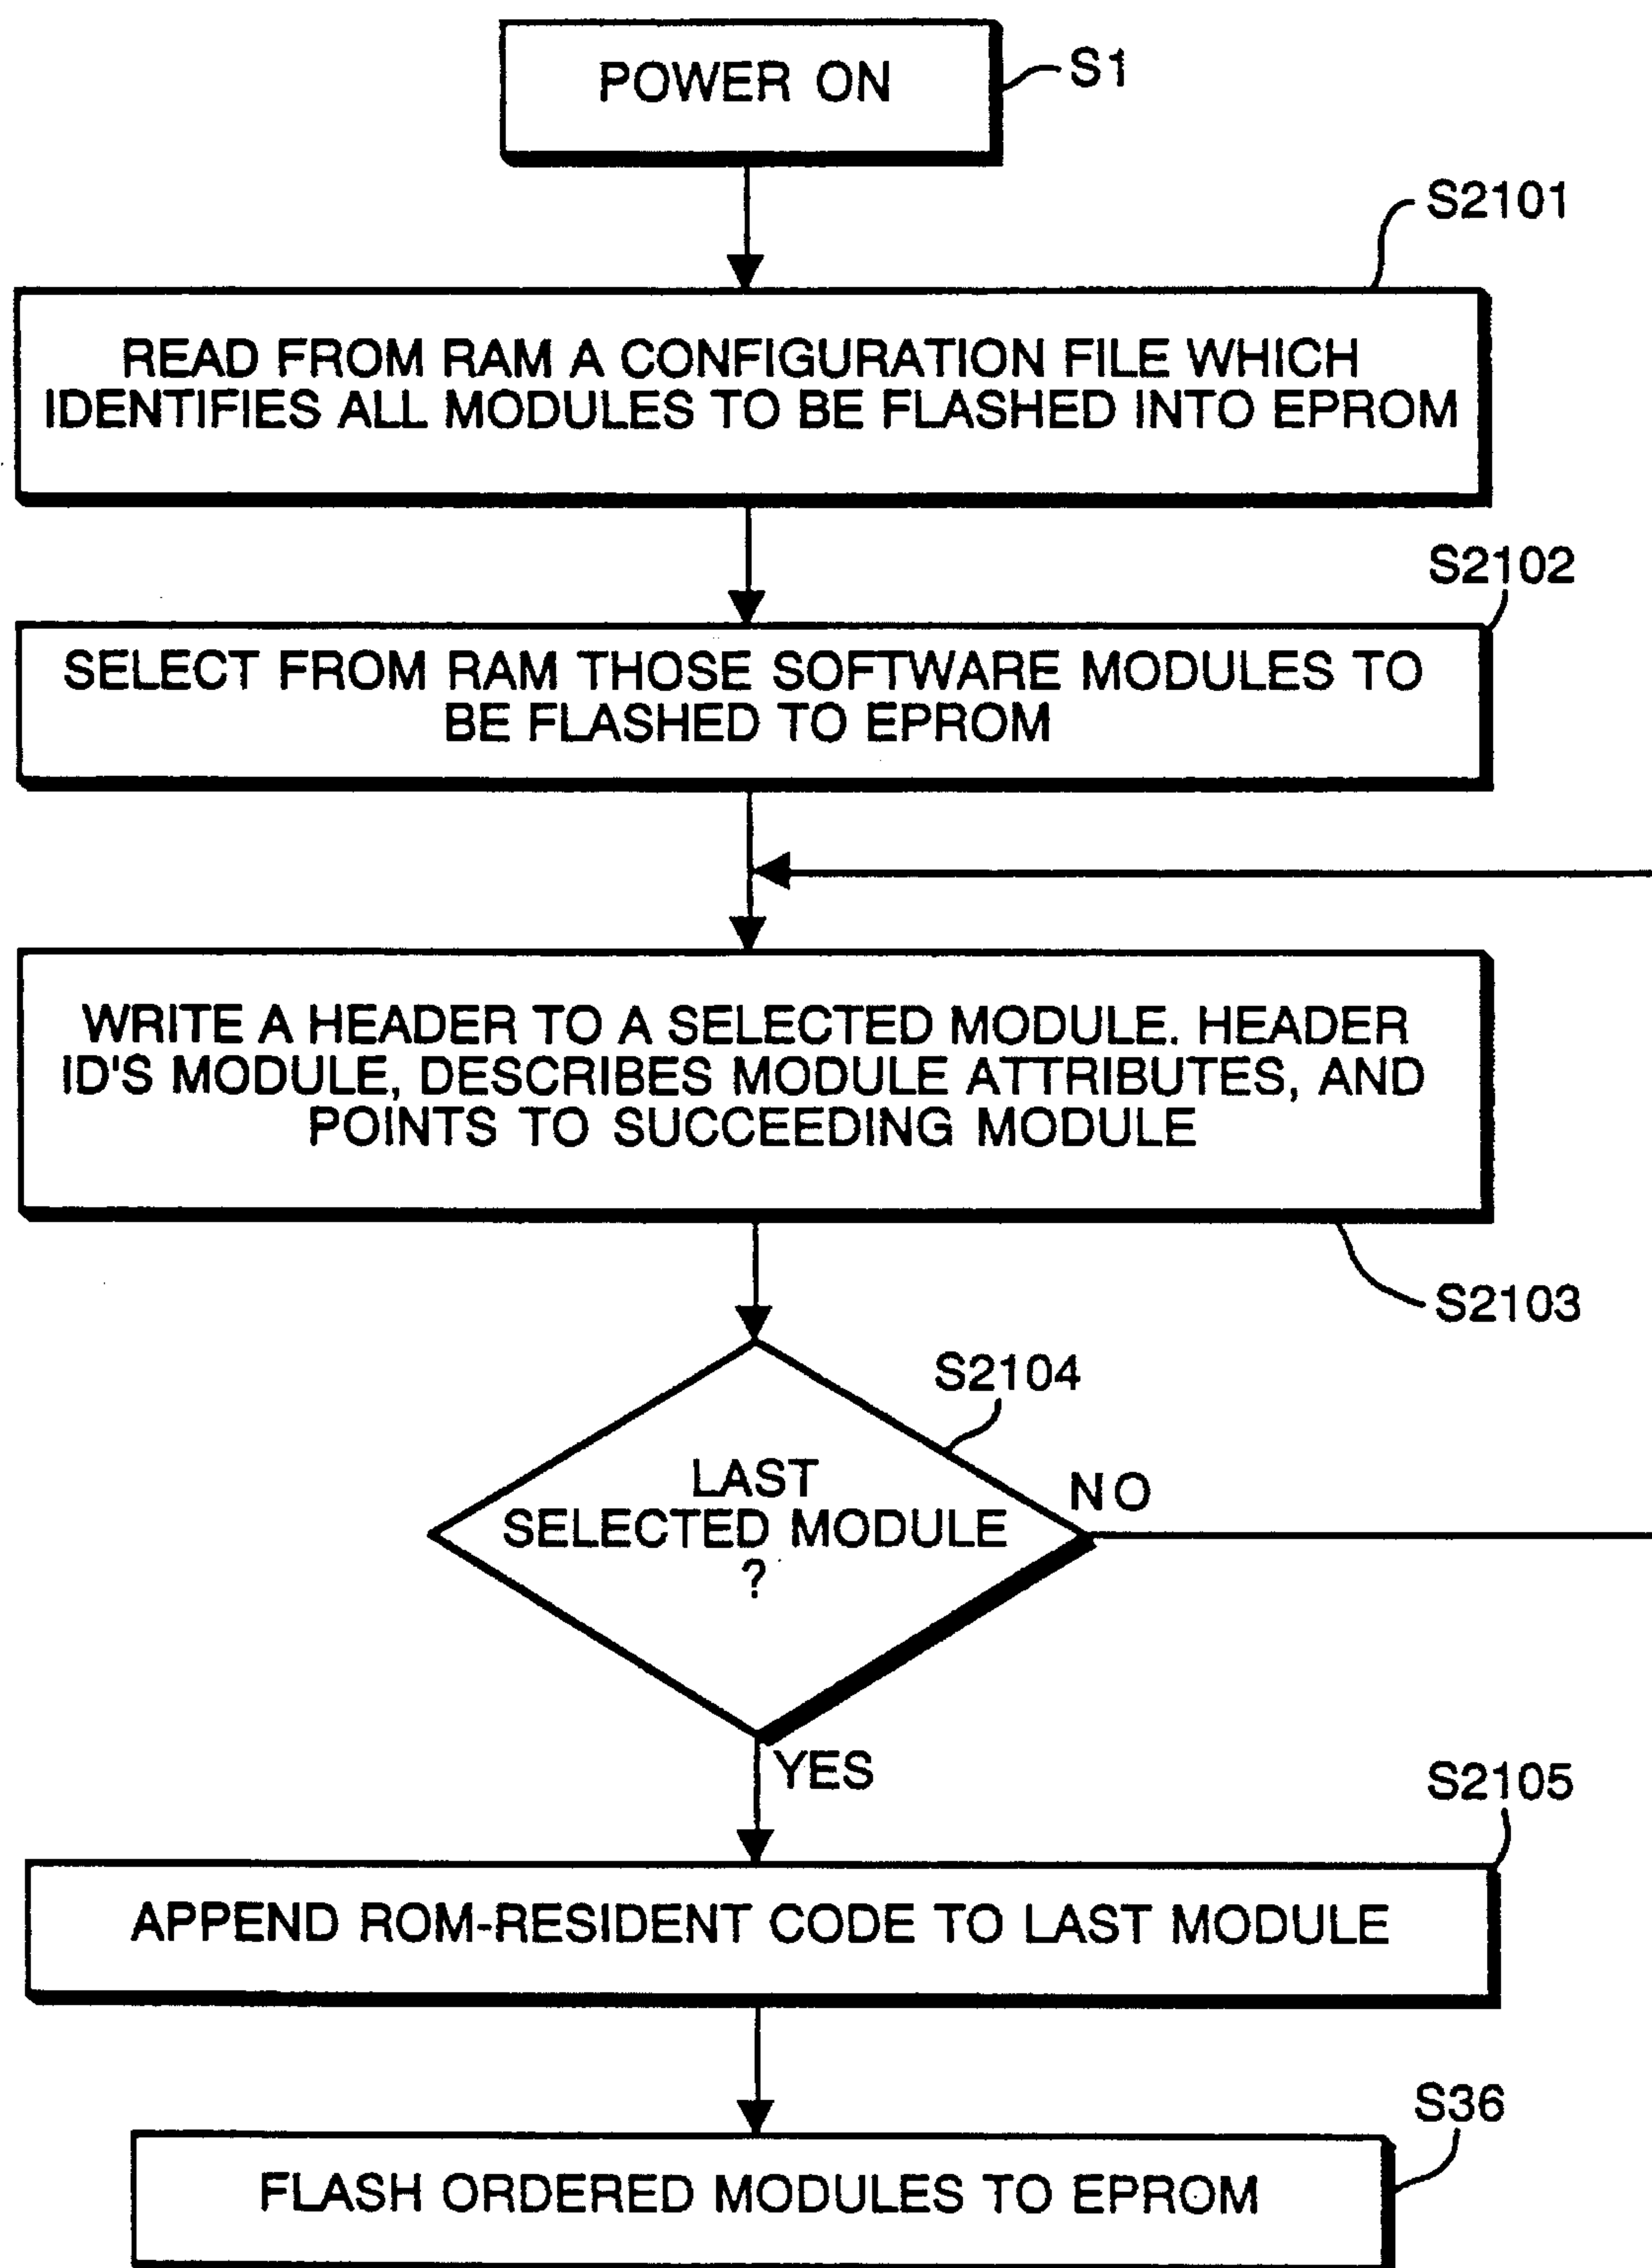 POWER ON
S1
S2101
READ FROM RAM A CONFIGURATION FILE WHICH
IDENTIFIES ALL MODULES TO BE FLASHED INTO EPROM
S2102
SELECT FROM RAM THOSE SOFTWARE MODULES TO
BE FLASHED TO EPROM
WRITE A HEADER TO A SELECTED MODULE. HEADER
ID'S MODULE, DESCRIBES MODULE ATTRIBUTES, AND
POINTS TO SUCCEEDING MODULE
S2103
S2104
LAST
SELECTED MODULE
?
NO
YES
S2105
APPEND ROM-RESIDENT CODE TO LAST MODULE
S36
FLASH ORDERED MODULES TO EPROM